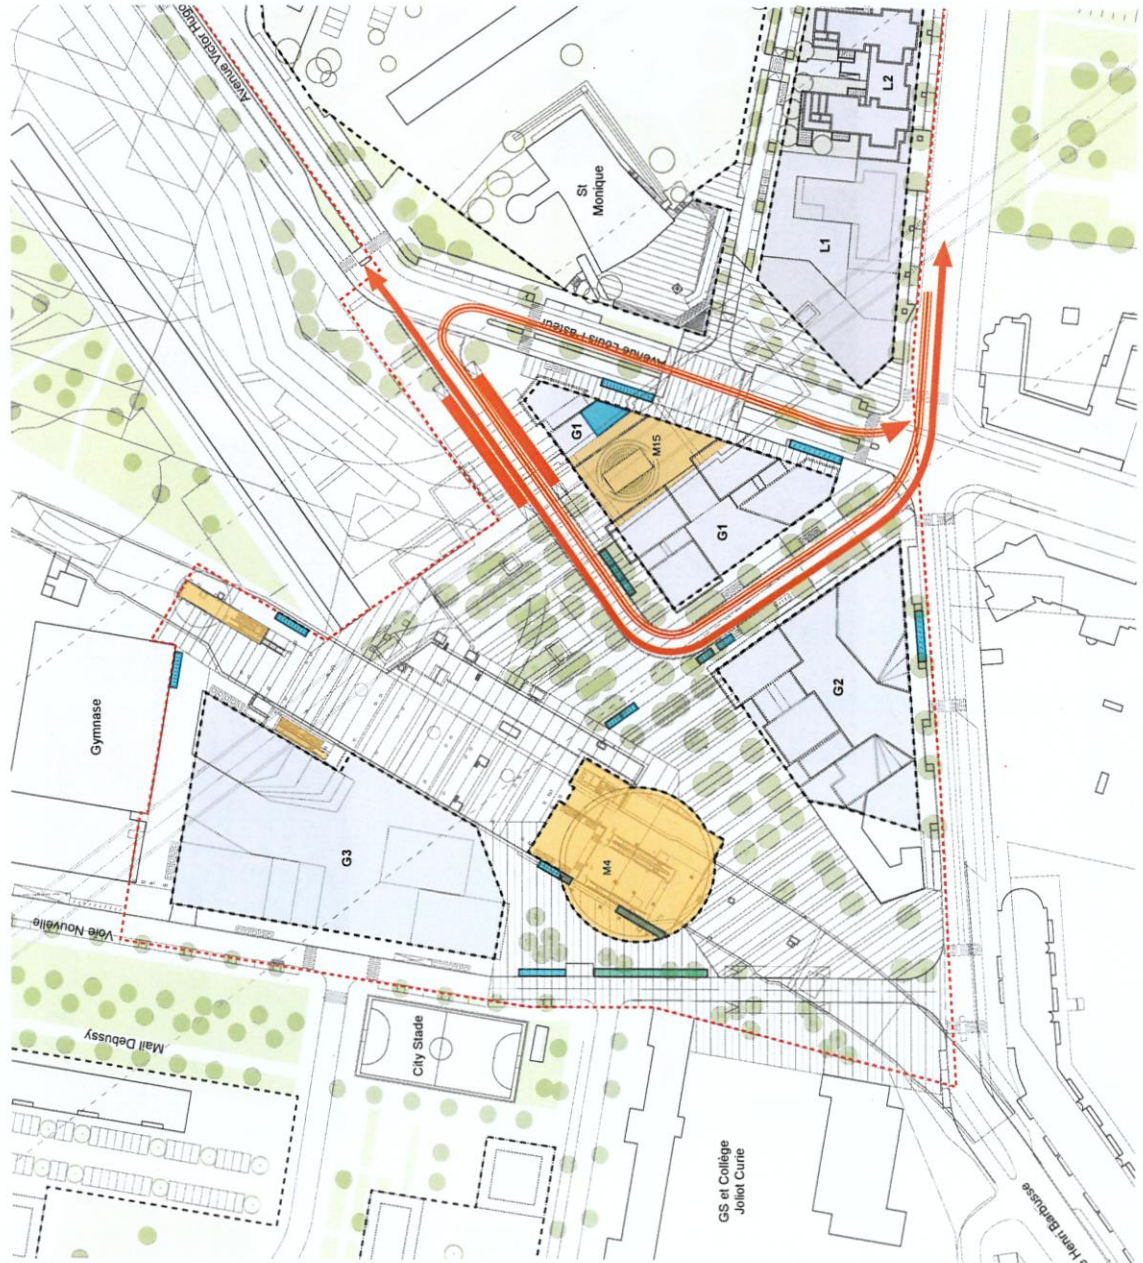 Avenue Victor Hugo
L2
St
Monique
L1
Avenue Louis Pasteur
G1
M15
G1
Gymnase
G2
G3
M4
Voie Nouvelle
Mail Debussy
City Stade
GS et Collège
Joliot Curie
Henri Barbusse